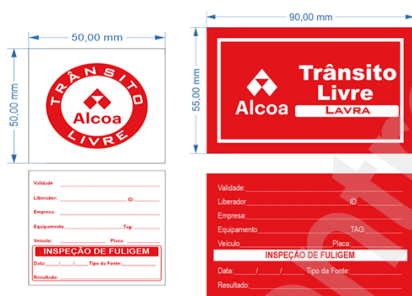 50,00 mm
50,00 mm
TRÂNSITO
Alcoa
LIVRE
Validade
Liberador: ID:
Empresa:
Equipamento Tag:
Veículo: Placa:
INSPEÇÃO DE FULIGEM
Data: / / Tipo da Fonte:
Resultado:
90,00 mm
55,00 mm
Alcoa
Trânsito
Livre
LAVRA
Validade:
Liberador ID
Empresa:
Equipamento TAG
Veículo Placa:
INSPEÇÃO DE FULIGEM
Data: / / Tipo da Fonte:
Resultado: